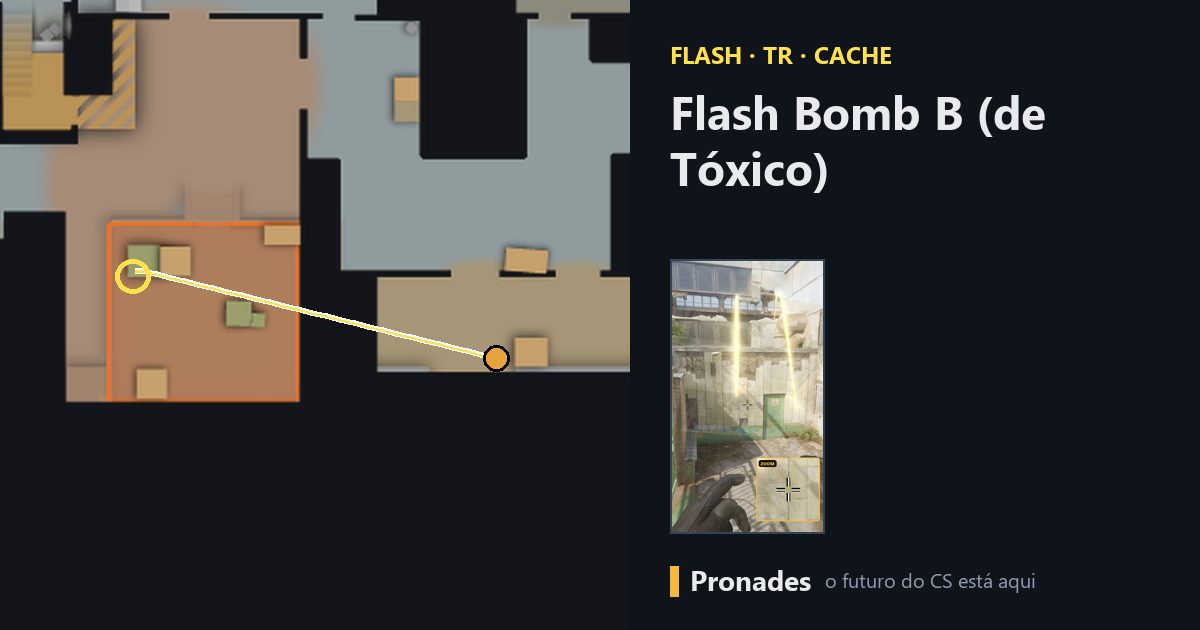 FLASH · TR · CACHE
Flash Bomb B (de
Tóxico)
ZOOM
Pronades o futuro do CS está aqui